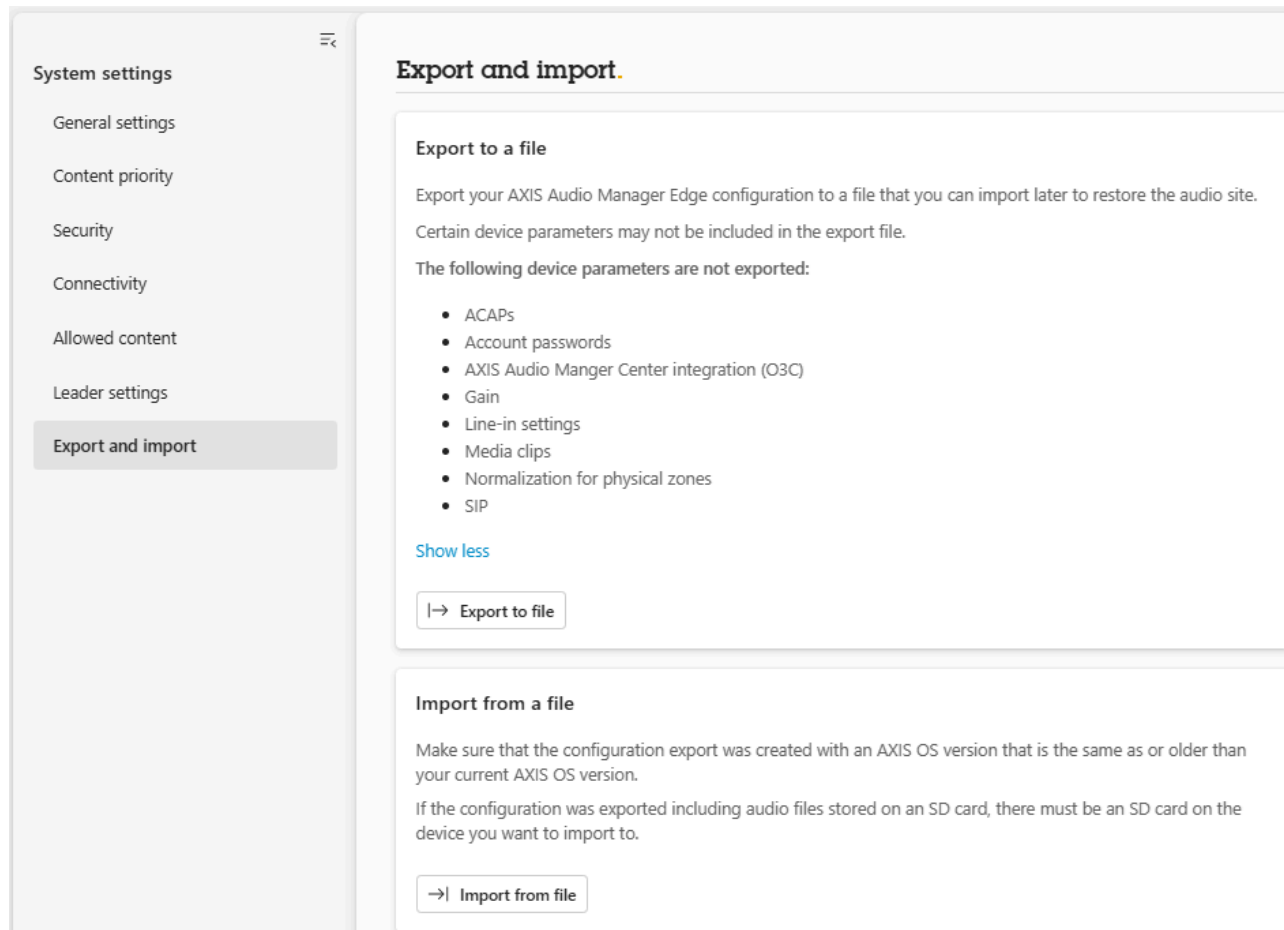 System settings
General settings
Content priority
Security
Connectivity
Allowed content
Leader settings
Export and import
Export and import.
Export to a file
Export your AXIS Audio Manager Edge configuration to a file that you can import later to restore the audio site.
Certain device parameters may not be included in the export file.
The following device parameters are not exported:
• ACAPs
• Account passwords
• AXIS Audio Manger Center integration (O3C)
• Gain
• Line-in settings
• Media clips
• Normalization for physical zones
• SIP
Show less
Export to file
Import from a file
Make sure that the configuration export was created with an AXIS OS version that is the same as or older than
your current AXIS OS version.
If the configuration was exported including audio files stored on an SD card, there must be an SD card on the
device you want to import to.
Import from file